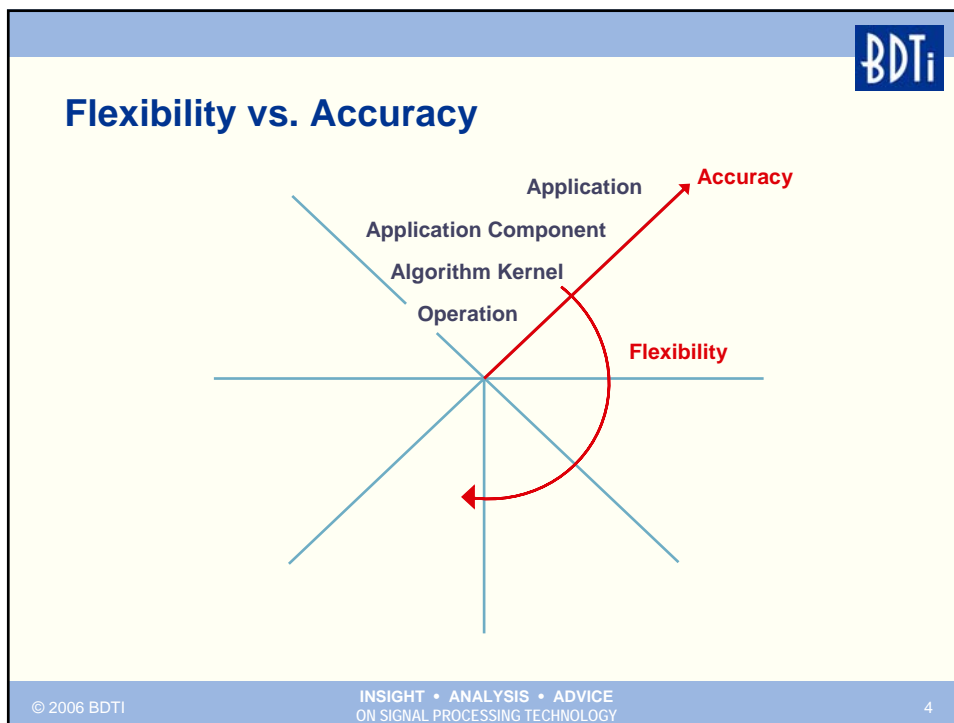 BDTi
Flexibility vs. Accuracy
Application
Accuracy
Application Component
Algorithm Kernel
Operation
Flexibility
© 2006 BDTI
INSIGHT • ANALYSIS • ADVICE
ON SIGNAL PROCESSING TECHNOLOGY
4